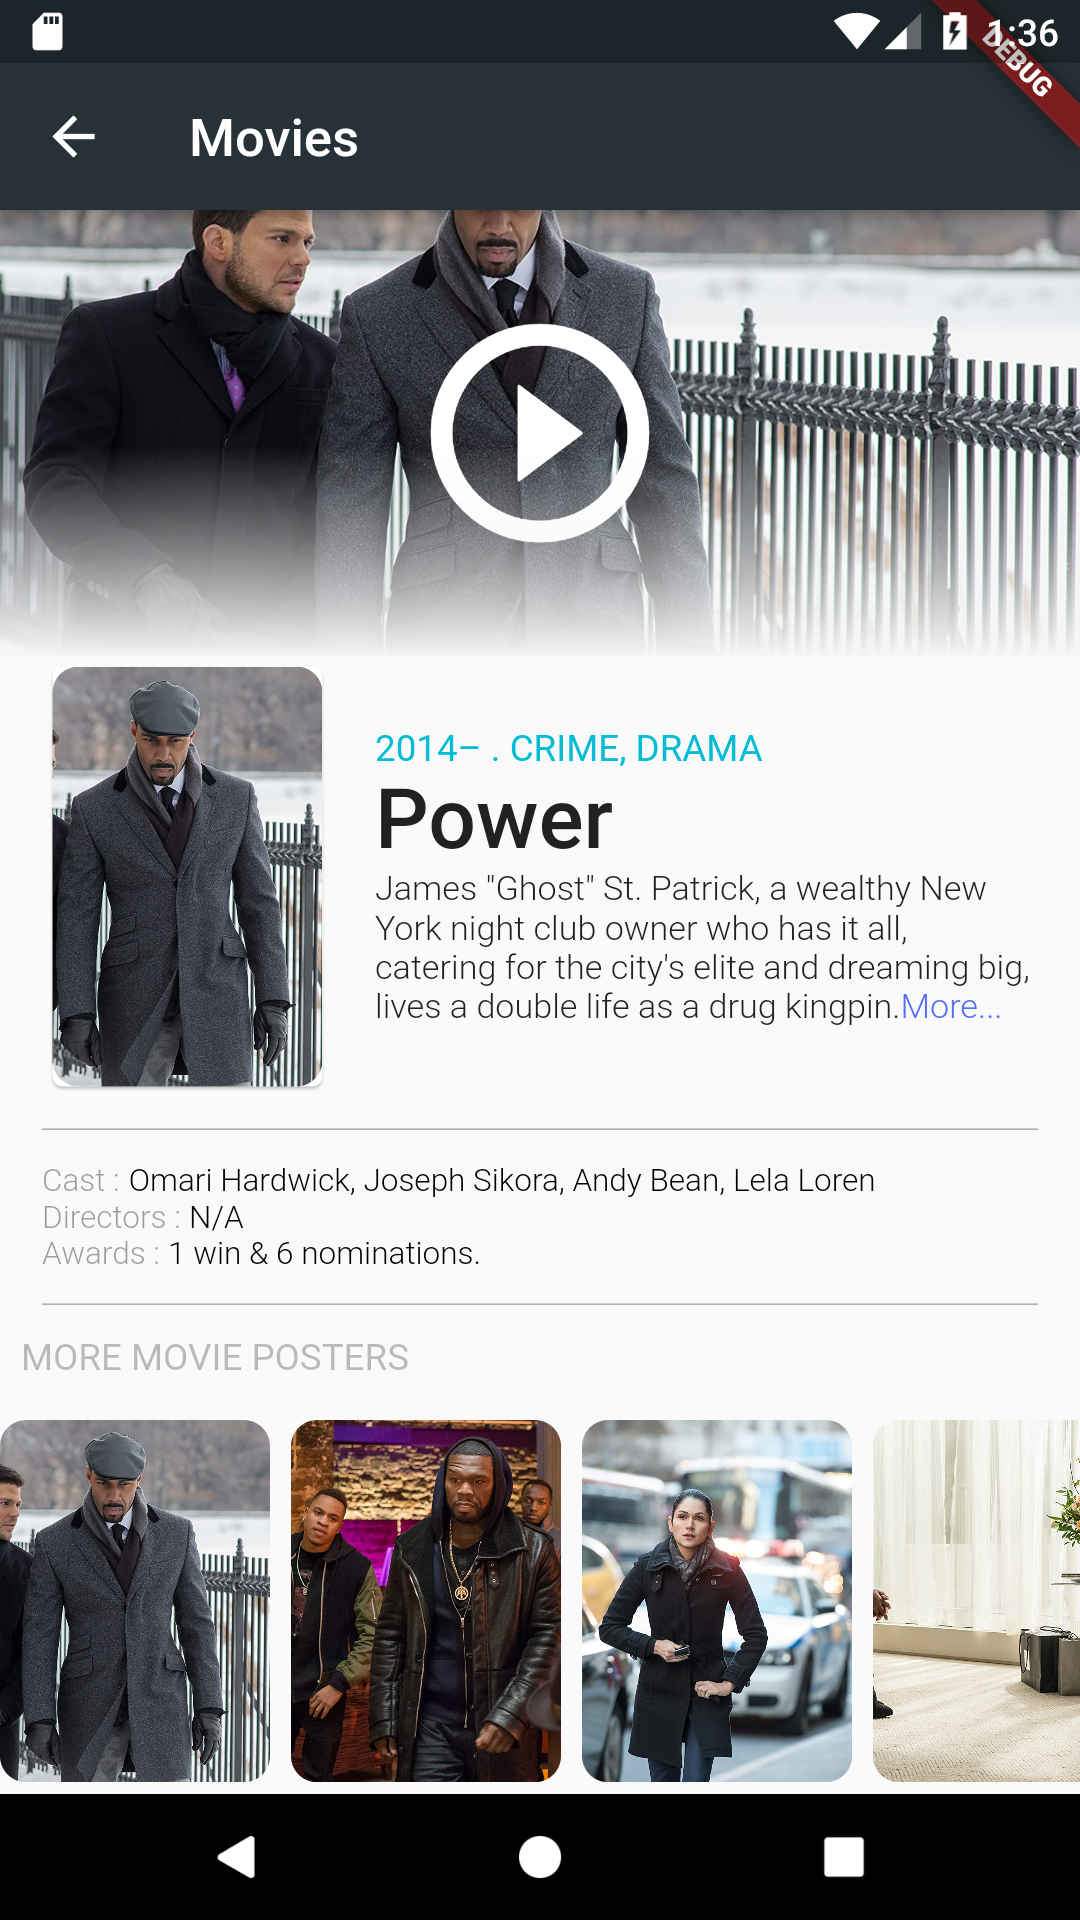 1:36
DEBUG
Movies
2014– . CRIME, DRAMA
Power
James "Ghost" St. Patrick, a wealthy New
York night club owner who has it all,
catering for the city's elite and dreaming big,
lives a double life as a drug kingpin.More...
Cast : Omari Hardwick, Joseph Sikora, Andy Bean, Lela Loren
Directors : N/A
Awards : 1 win & 6 nominations.
MORE MOVIE POSTERS